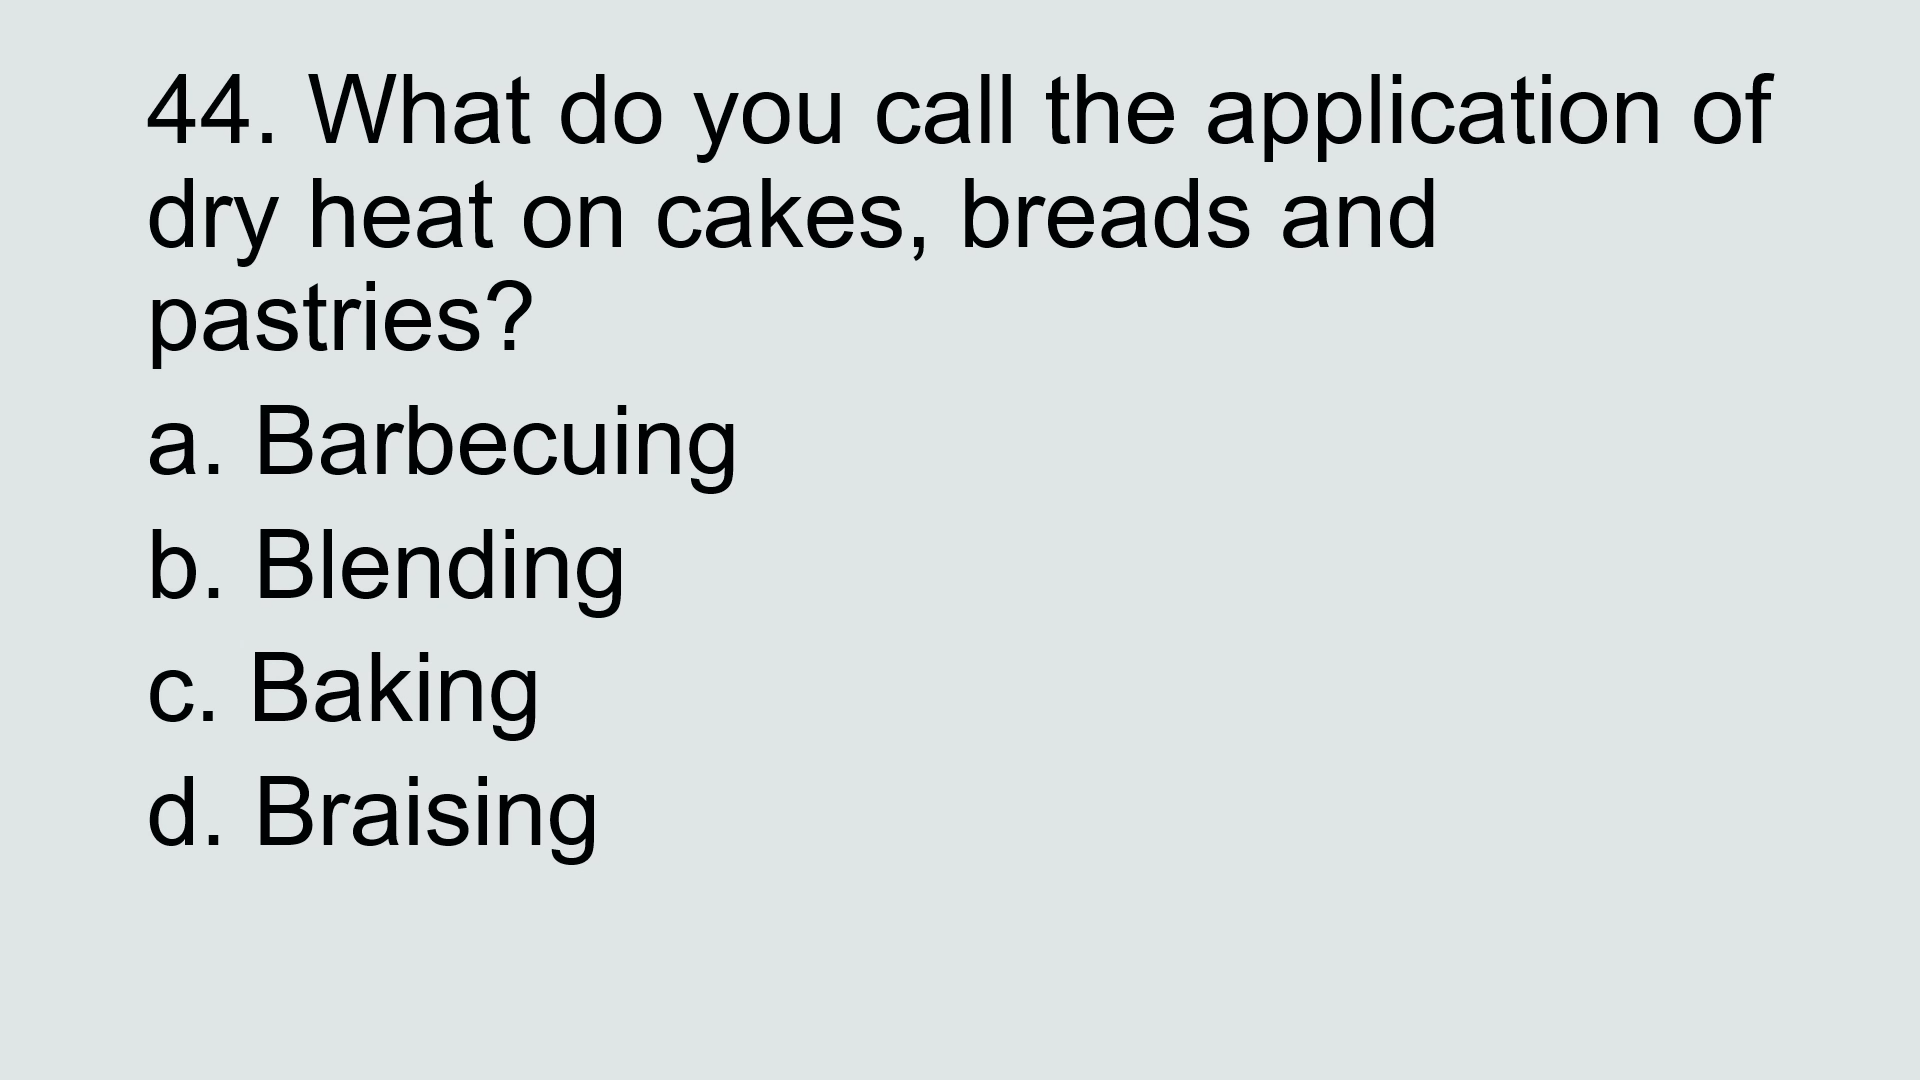 44. What do you call the application of
dry heat on cakes, breads and
pastries?
a. Barbecuing
b. Blending
c. Baking
d. Braising